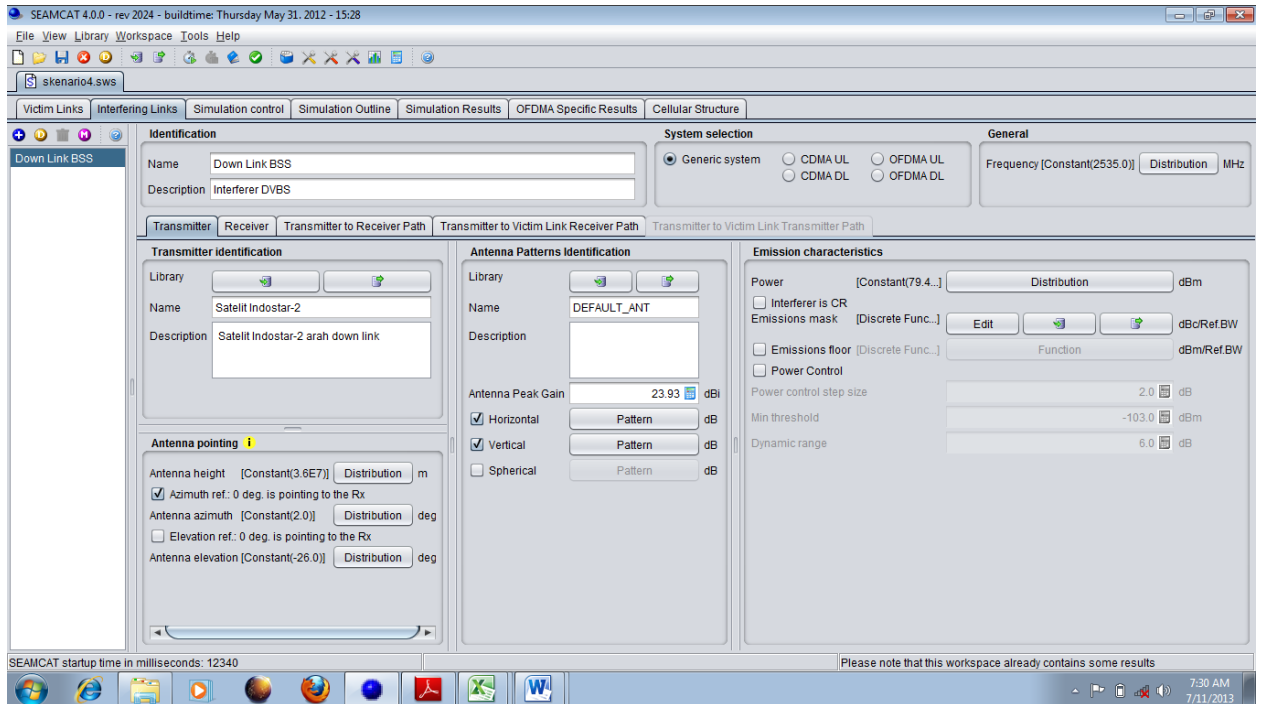 SEAMCAT 4.0.0 - rev 2024 - buildtime: Thursday May 31. 2012 - 15:28
File View Library Workspace Tools Help
skenario4.sws
Victim Links Interfering Links Simulation control Simulation Outline Simulation Results OFDMA Specific Results Cellular Structure
Down Link BSS
Identification
Name Down Link BSS
Description Interferer DVBS
System selection
Generic system CDMA UL OFDMA UL
CDMA DL OFDMA DL
General
Frequency [Constant(2535.0)] Distribution MHz
Transmitter Receiver Transmitter to Receiver Path Transmitter to Victim Link Receiver Path Transmitter to Victim Link Transmitter Path
Transmitter identification
Library
Name Satelit Indostar-2
Description Satelit Indostar-2 arah down link
Antenna pointing i
Antenna height [Constant(3.6E7)] Distribution m
Azimuth ref.: 0 deg. is pointing to the Rx
Antenna azimuth [Constant(2.0)] Distribution deg
Elevation ref.: 0 deg. is pointing to the Rx
Antenna elevation [Constant(-26.0)] Distribution deg
Antenna Patterns Identification
Library
Name DEFAULT_ANT
Description
Antenna Peak Gain 23.93 dBi
Horizontal Pattern dB
Vertical Pattern dB
Spherical Pattern dB
Emission characteristics
Power [Constant(79.4...] Distribution dBm
Interferer is CR
Emissions mask [Discrete Func...] Edit dBc/Ref.BW
Emissions floor [Discrete Func...] Function dBm/Ref.BW
Power Control
Power control step size 2.0 dB
Min threshold -103.0 dBm
Dynamic range 6.0 dB
SEAMCAT startup time in milliseconds: 12340
Please note that this workspace already contains some results
7:30 AM
7/11/2013